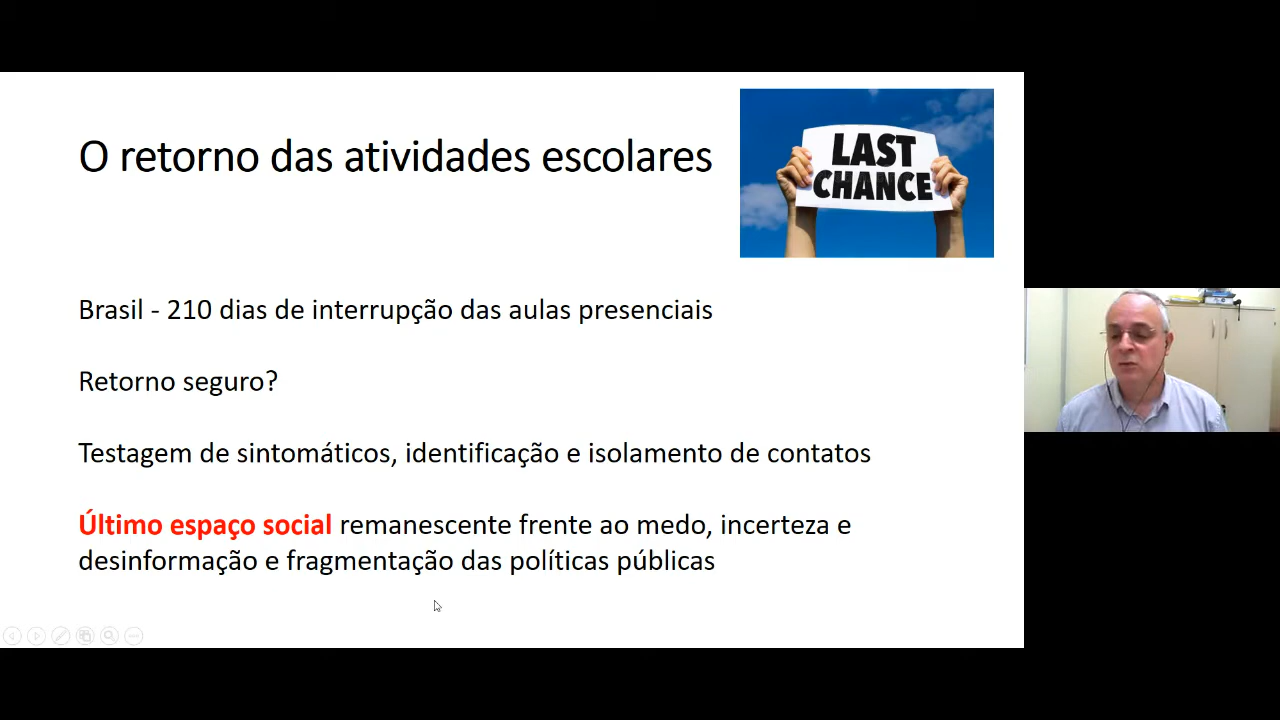 O retorno das atividades escolares
LAST
CHANCE
Brasil - 210 dias de interrupção das aulas presenciais
Retorno seguro?
Testagem de sintomáticos, identificação e isolamento de contatos
Último espaço social remanescente frente ao medo, incerteza e
desinformação e fragmentação das políticas públicas